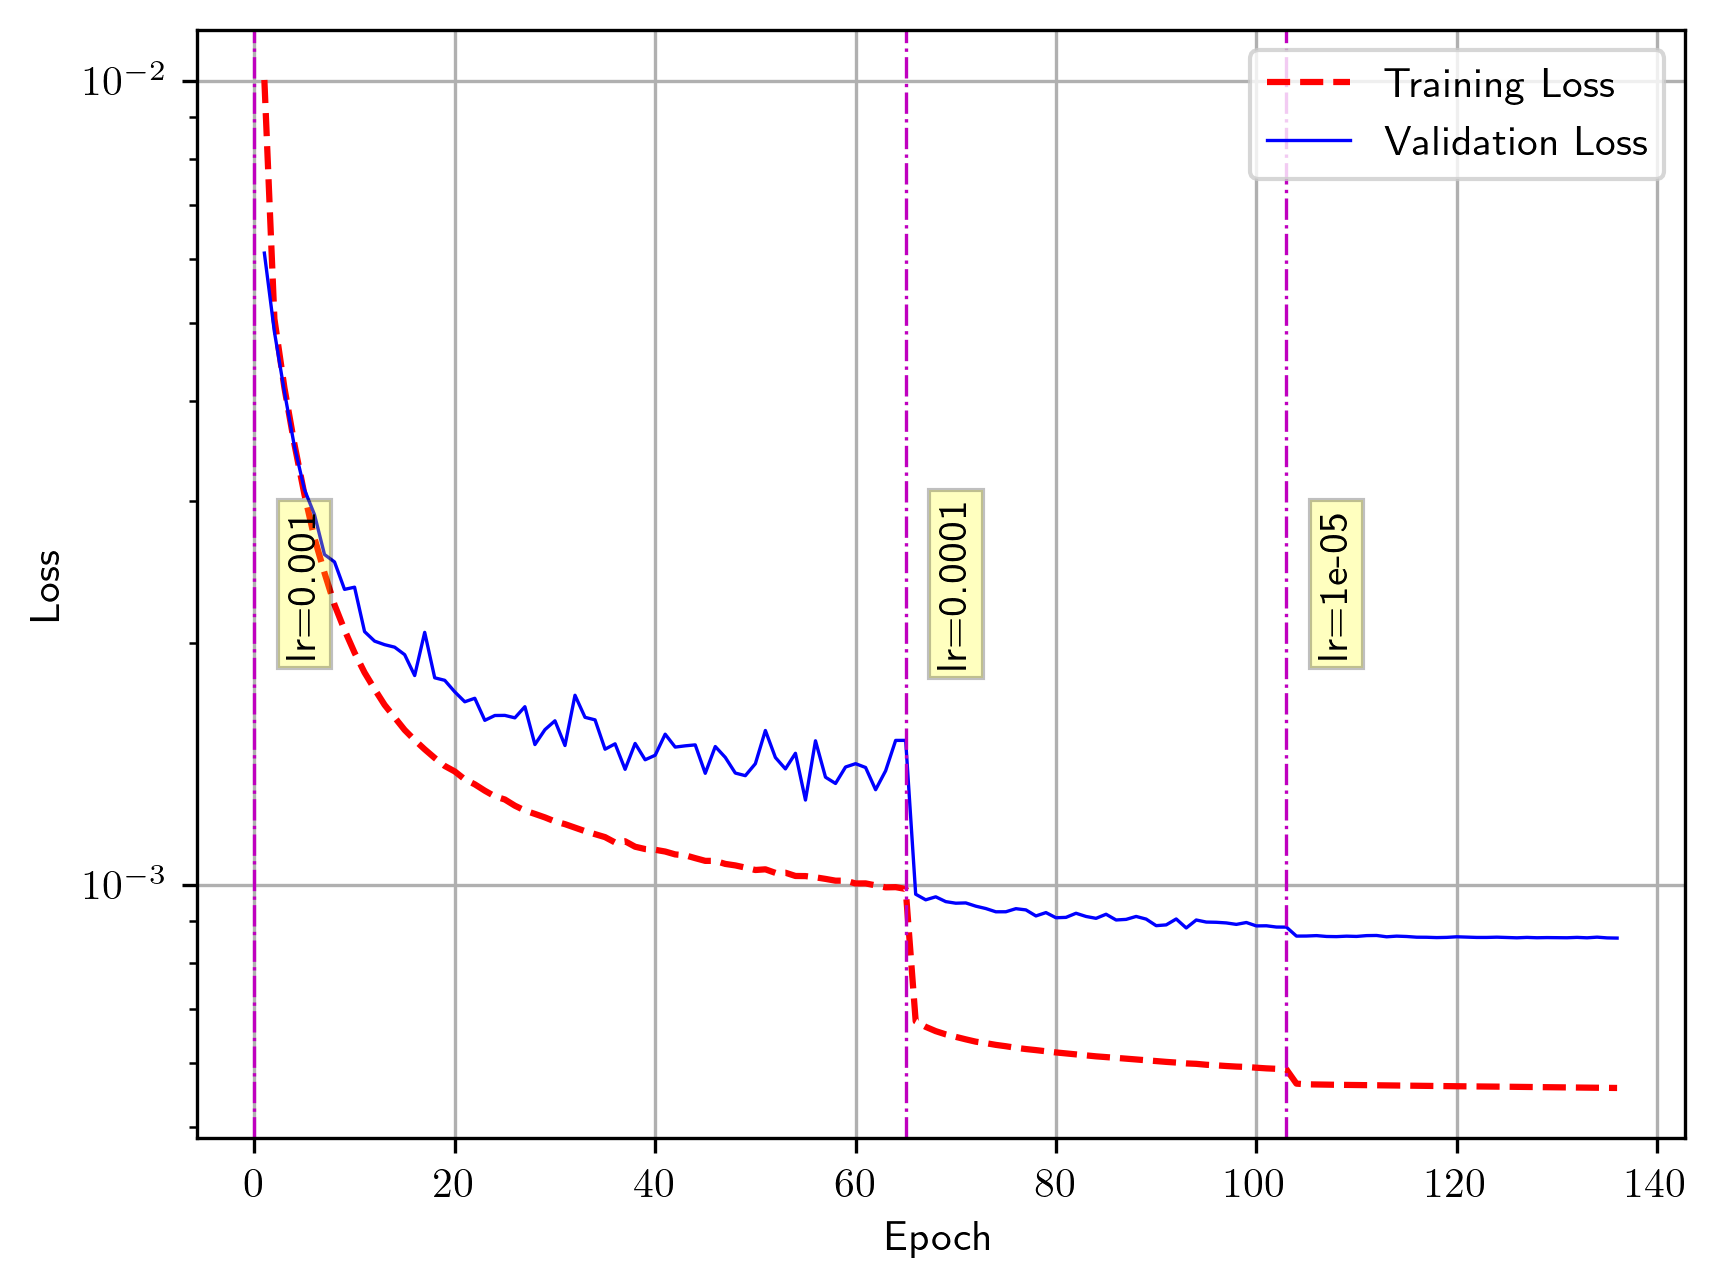 10⁻²
10⁻³
Loss
Training Loss
Validation Loss
lr=0.001
lr=0.0001
lr=1e-05
0 20 40 60 80 100 120 140
Epoch